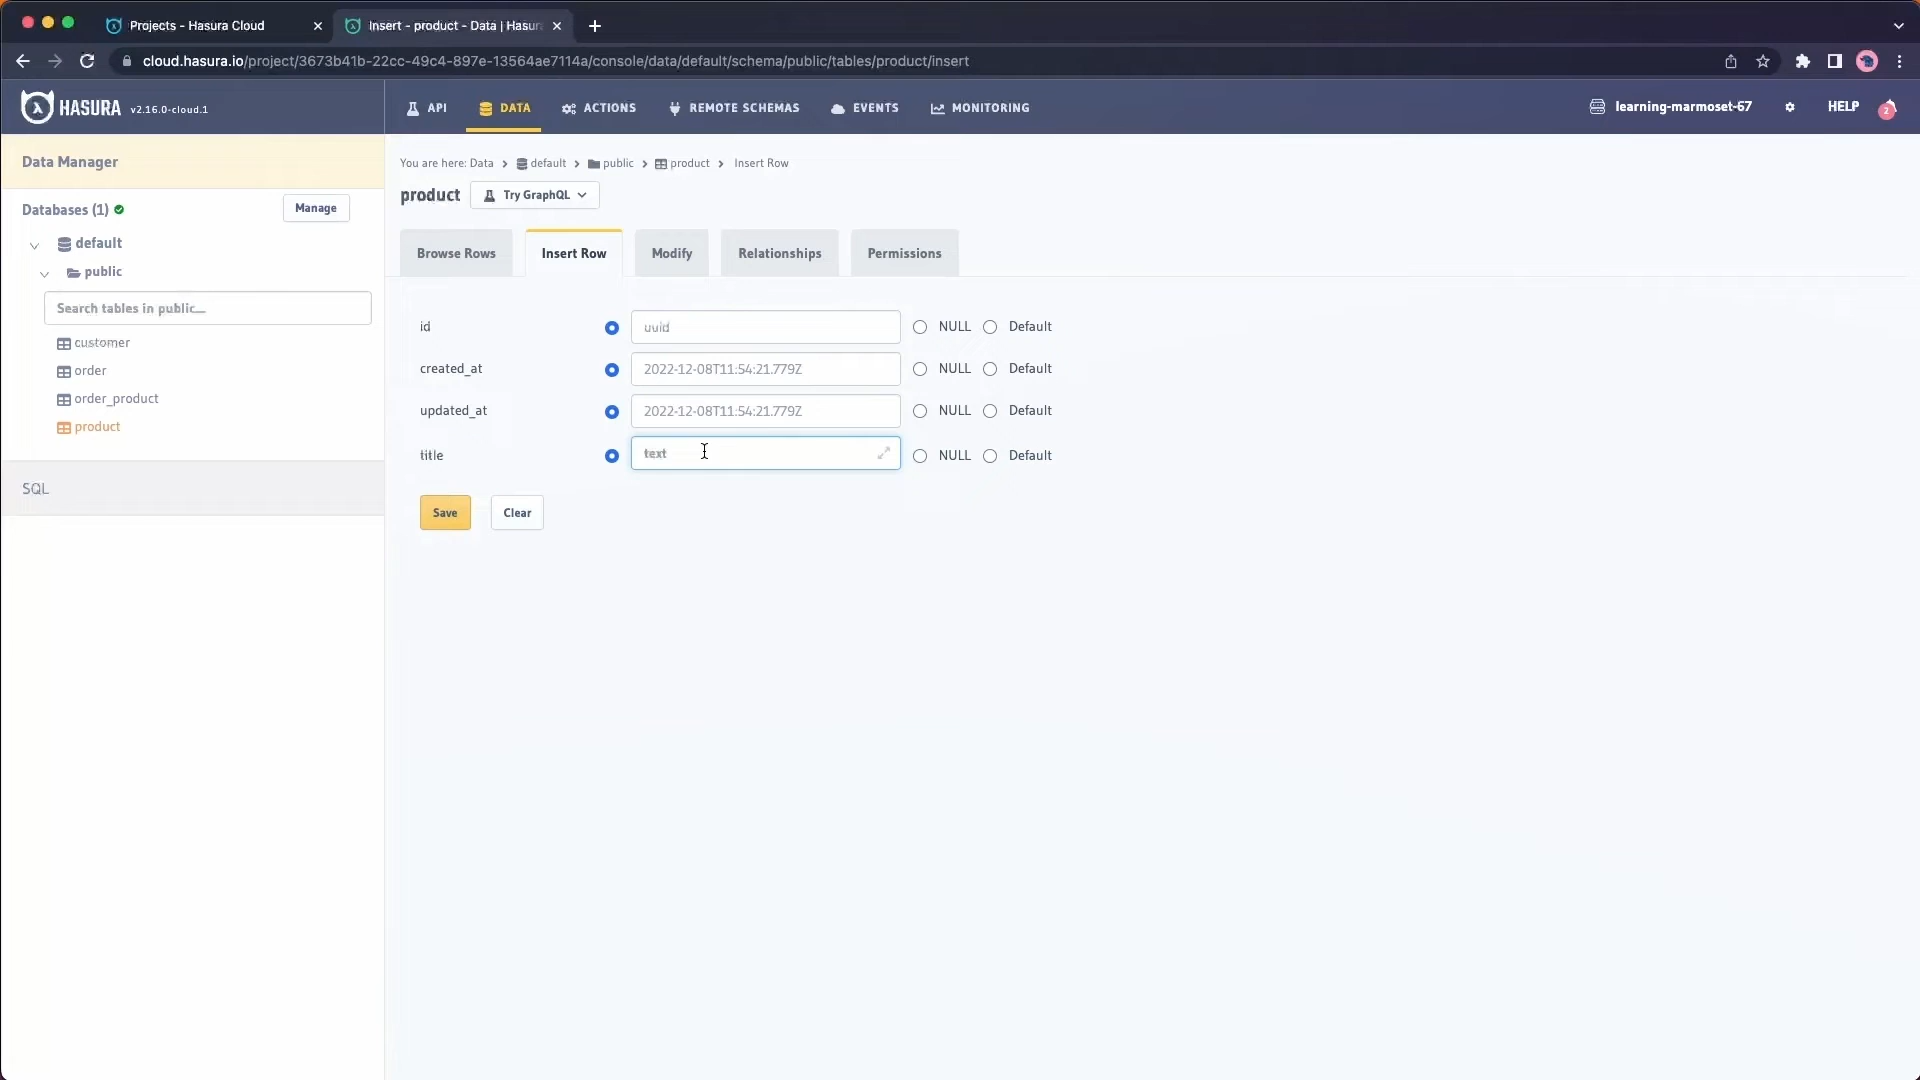 Projects - Hasura Cloud
Insert - product - Data | Hasur
cloud.hasura.io/project/3673b41b-22cc-49c4-897e-13564ae7114a/console/data/default/schema/public/tables/product/insert
HASURA v2.16.0-cloud.1
API DATA ACTIONS REMOTE SCHEMAS EVENTS MONITORING
learning-marmoset-67 HELP 2
Data Manager
Databases (1) Manage
default
public
Search tables in public...
customer
order
order_product
product
SQL
You are here: Data > default > public > product > Insert Row
product Try GraphQL
Browse Rows Insert Row Modify Relationships Permissions
id uuid NULL Default
created_at 2022-12-08T11:54:21.779Z NULL Default
updated_at 2022-12-08T11:54:21.779Z NULL Default
title text NULL Default
Save Clear